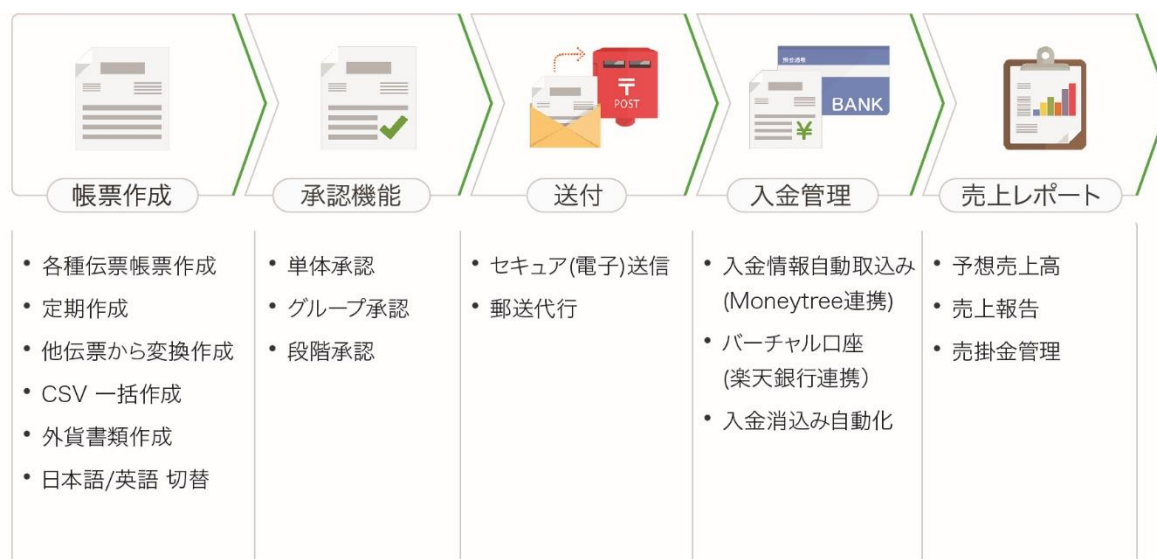 〒
POST
BANK
¥
帳票作成
承認機能
送付
入金管理
売上レポート
• 各種伝票帳票作成
• 定期作成
• 他伝票から変換作成
• CSV 一括作成
• 外貨書類作成
• 日本語/英語 切替
• 単体承認
• グループ承認
• 段階承認
• セキュア(電子)送信
• 郵送代行
• 入金情報自動取込み
(Moneytree連携)
• バーチャル口座
(楽天銀行連携）
• 入金消込み自動化
• 予想売上高
• 売上報告
• 売掛金管理